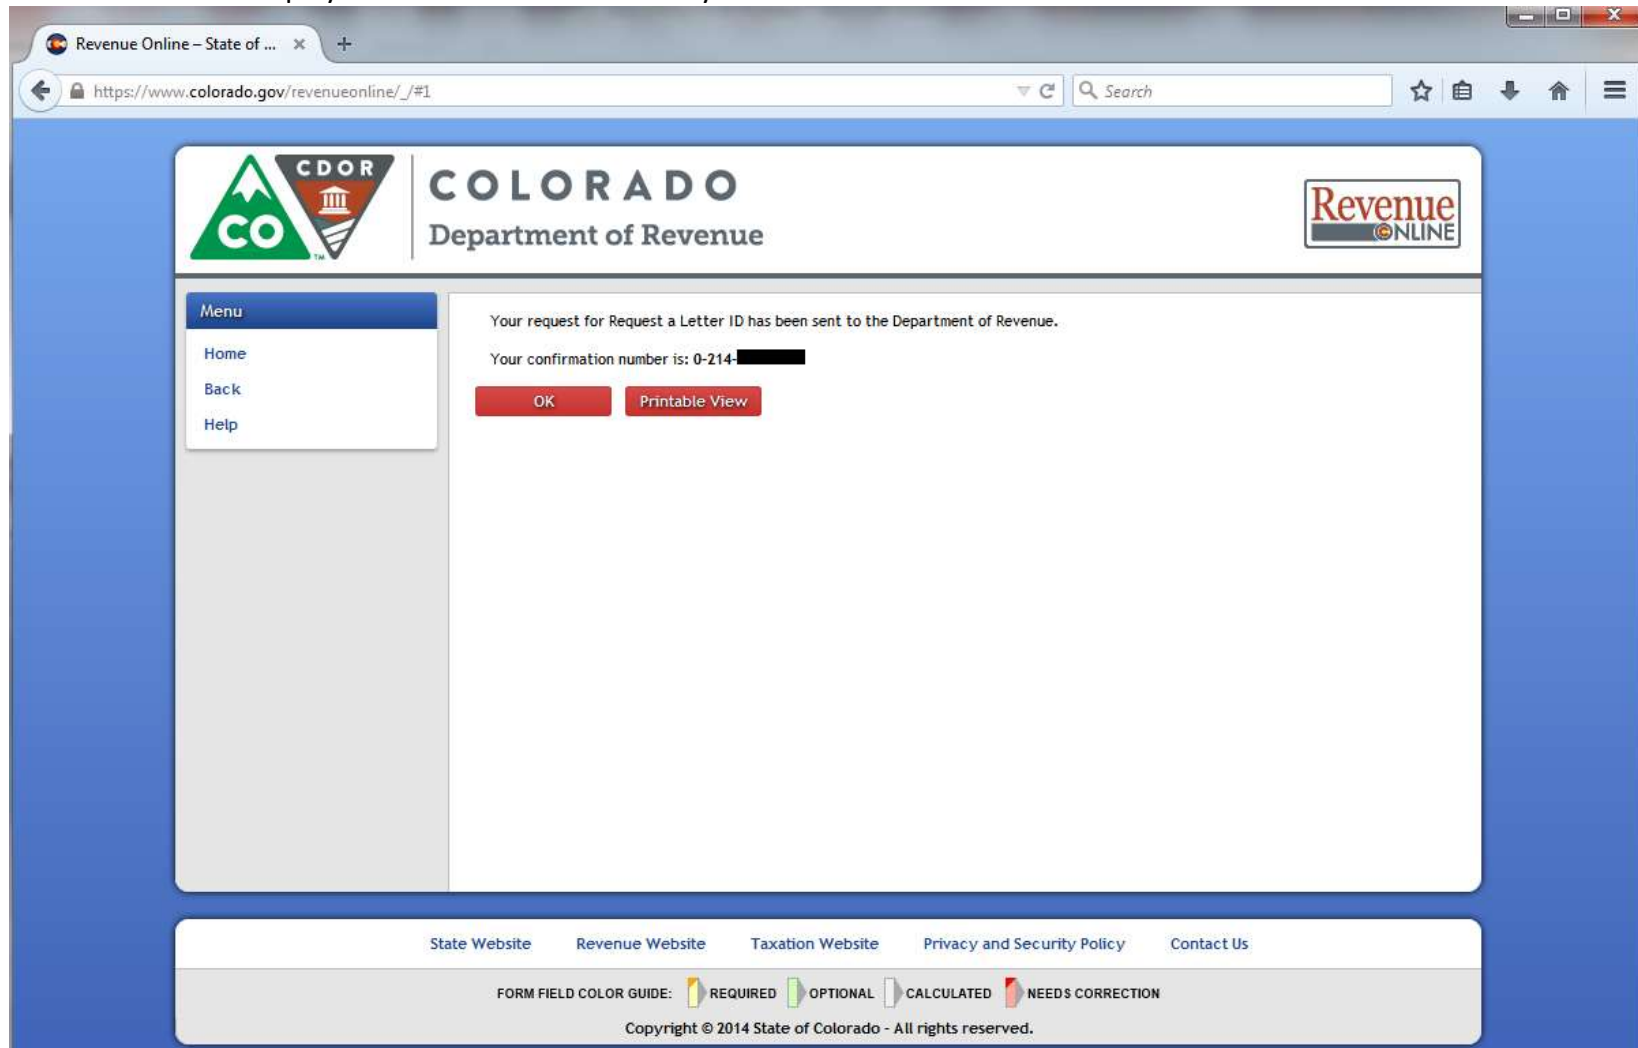 Revenue Online – State of ...
https://www.colorado.gov/revenueonline/_/#1
Search
CO
TM
CDOR
COLORADO
Department of Revenue
Revenue
ONLINE
Menu
Home
Back
Help
Your request for Request a Letter ID has been sent to the Department of Revenue.
Your confirmation number is: 0-214-
OK Printable View
State Website Revenue Website Taxation Website Privacy and Security Policy Contact Us
FORM FIELD COLOR GUIDE: REQUIRED OPTIONAL CALCULATED NEEDS CORRECTION
Copyright © 2014 State of Colorado - All rights reserved.